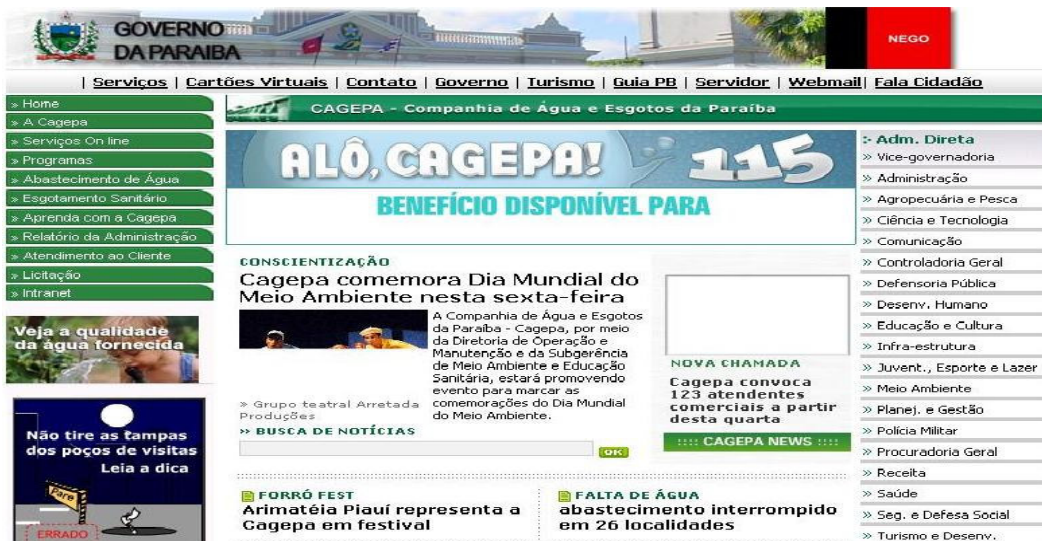 GOVERNO
DA PARAIBA
NEGO
| Serviços | Cartões Virtuais | Contato | Governo | Turismo | Guia PB | Servidor | Webmail| Fala Cidadão
» Home
» A Cagepa
» Serviços On line
» Programas
» Abastecimento de Água
» Esgotamento Sanitário
» Aprenda com a Cagepa
» Relatório da Administração
» Atendimento ao Cliente
» Licitação
» Intranet
Veja a qualidade
da água fornecida
Não tire as tampas
dos poços de visitas
Leia a dica
Pare
ERRADO
CAGEPA - Companhia de Água e Esgotos da Paraíba
ALÔ, CAGEPA! 115
BENEFÍCIO DISPONÍVEL PARA
CONSCIENTIZAÇÃO
Cagepa comemora Dia Mundial do
Meio Ambiente nesta sexta-feira
A Companhia de Água e Esgotos
da Paraíba - Cagepa, por meio
da Diretoria de Operação e
Manutenção e da Subgerência
de Meio Ambiente e Educação
Sanitária, estará promovendo
evento para marcar as
comemorações do Dia Mundial
do Meio Ambiente.
» Grupo teatral Arretada
Produções
» BUSCA DE NOTÍCIAS
OK
NOVA CHAMADA
Cagepa convoca
123 atendentes
comerciais a partir
desta quarta
:::: CAGEPA NEWS ::::
FORRÓ FEST
Arimatéia Piauí representa a
Cagepa em festival
FALTA DE ÁGUA
abastecimento interrompido
em 26 localidades
:- Adm. Direta
» Vice-governadoria
» Administração
» Agropecuária e Pesca
» Ciência e Tecnologia
» Comunicação
» Controladoria Geral
» Defensoria Pública
» Desenv. Humano
» Educação e Cultura
» Infra-estrutura
» Juvent., Esporte e Lazer
» Meio Ambiente
» Planej. e Gestão
» Polícia Militar
» Procuradoria Geral
» Receita
» Saúde
» Seg. e Defesa Social
» Turismo e Desenv.